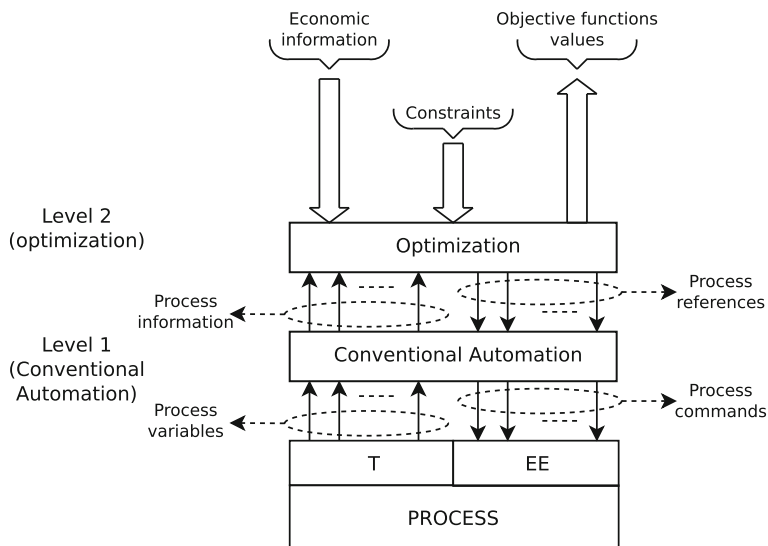 Economic
information
Objective functions
values
Constraints
Level 2
(optimization)
Optimization
Process
information
Process
references
Level 1
(Conventional
Automation)
Conventional Automation
Process
variables
Process
commands
T
EE
PROCESS